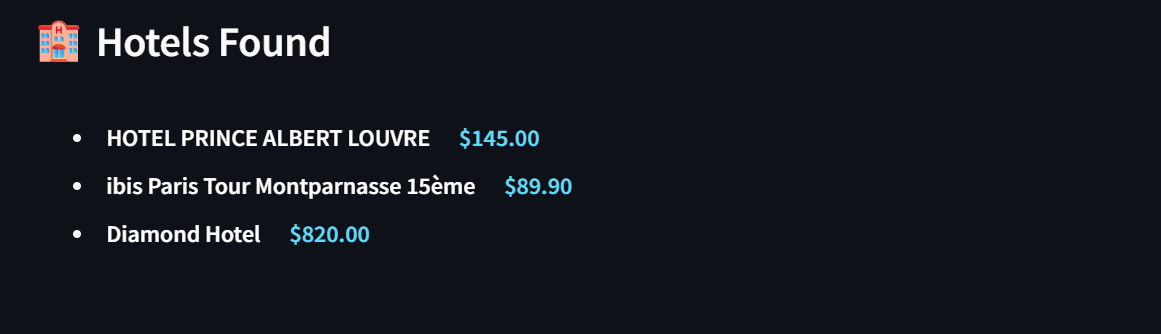 Hotels Found
HOTEL PRINCE ALBERT LOUVRE $145.00
ibis Paris Tour Montparnasse 15ème $89.90
Diamond Hotel $820.00